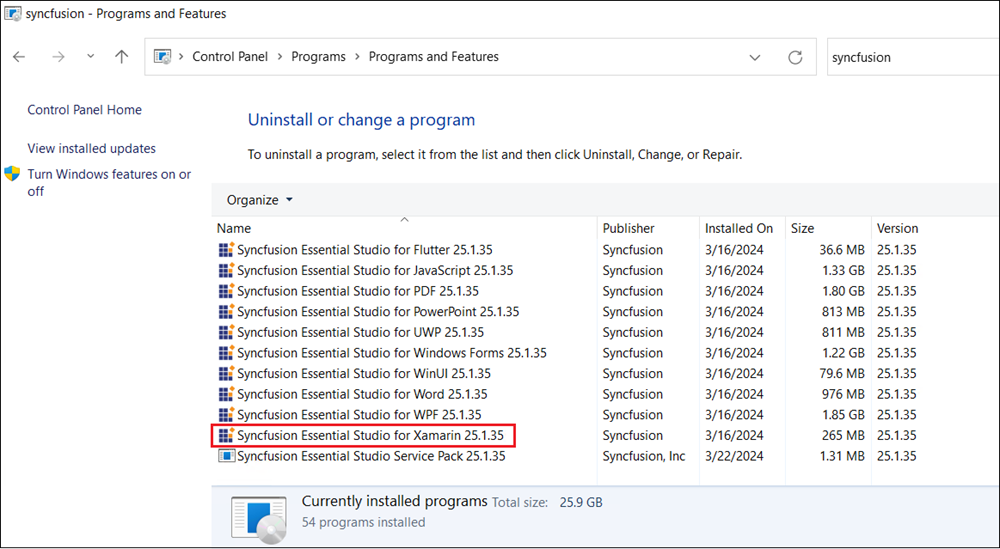 syncfusion - Programs and Features
Control Panel > Programs > Programs and Features
syncfusion
Control Panel Home
View installed updates
Turn Windows features on or
off
Uninstall or change a program
To uninstall a program, select it from the list and then click Uninstall, Change, or Repair.
Organize
Name Publisher Installed On Size Version
Syncfusion Essential Studio for Flutter 25.1.35 Syncfusion 3/16/2024 36.6 MB 25.1.35
Syncfusion Essential Studio for JavaScript 25.1.35 Syncfusion 3/16/2024 1.33 GB 25.1.35
Syncfusion Essential Studio for PDF 25.1.35 Syncfusion 3/16/2024 1.80 GB 25.1.35
Syncfusion Essential Studio for PowerPoint 25.1.35 Syncfusion 3/16/2024 813 MB 25.1.35
Syncfusion Essential Studio for UWP 25.1.35 Syncfusion 3/16/2024 811 MB 25.1.35
Syncfusion Essential Studio for Windows Forms 25.1.35 Syncfusion 3/16/2024 1.22 GB 25.1.35
Syncfusion Essential Studio for WinUI 25.1.35 Syncfusion 3/16/2024 79.6 MB 25.1.35
Syncfusion Essential Studio for Word 25.1.35 Syncfusion 3/16/2024 976 MB 25.1.35
Syncfusion Essential Studio for WPF 25.1.35 Syncfusion 3/16/2024 1.85 GB 25.1.35
Syncfusion Essential Studio for Xamarin 25.1.35 Syncfusion 3/16/2024 265 MB 25.1.35
Syncfusion Essential Studio Service Pack 25.1.35 Syncfusion, Inc 3/22/2024 1.31 MB 25.1.35
Currently installed programs Total size: 25.9 GB
54 programs installed